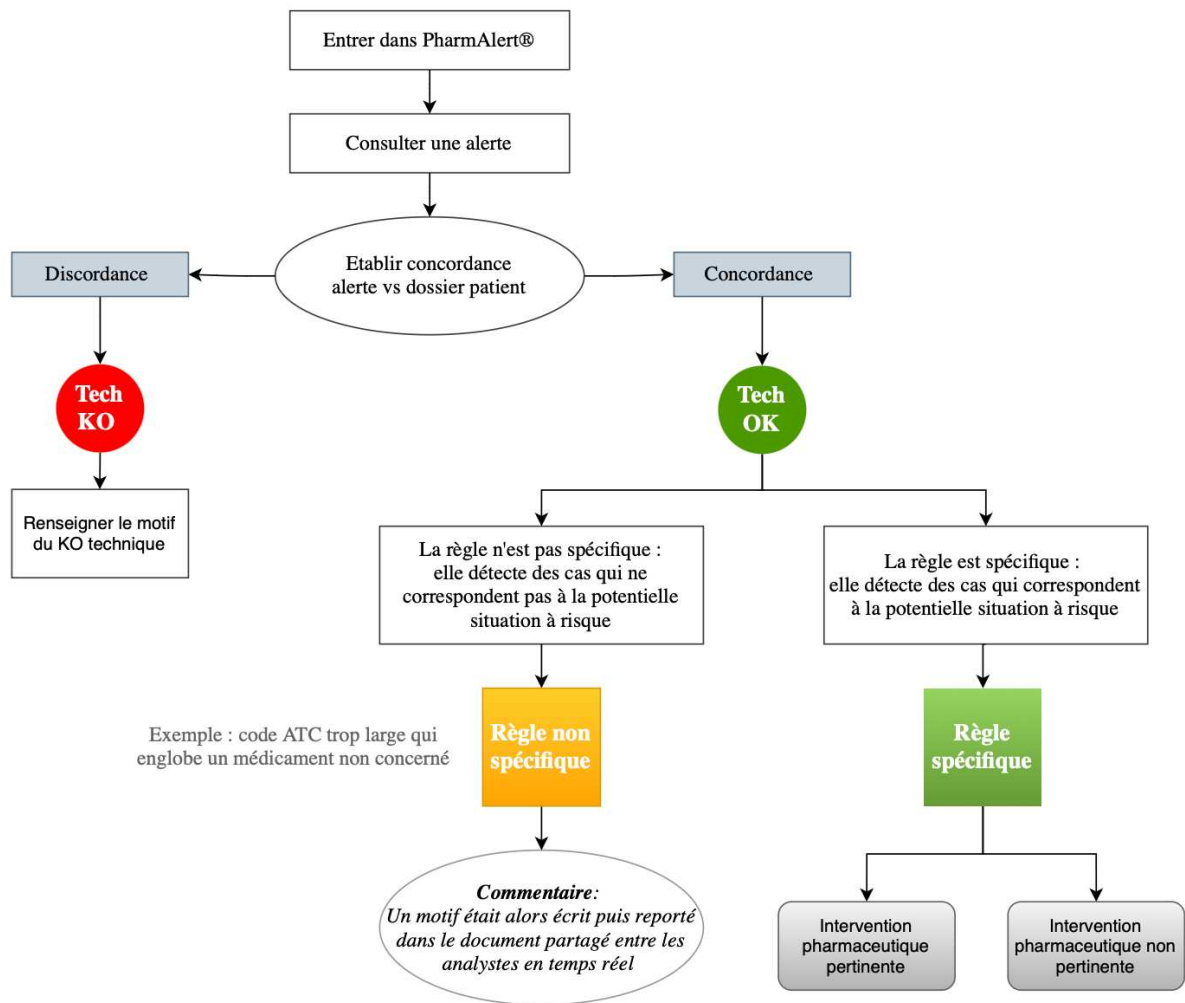 Entrer dans PharmAlert®
Consulter une alerte
Etablir concordance
alerte vs dossier patient
Discordance
Concordance
Tech
KO
Tech
OK
Renseigner le motif
du KO technique
La règle n'est pas spécifique :
elle détecte des cas qui ne
correspondent pas à la potentielle
situation à risque
La règle est spécifique :
elle détecte des cas qui correspondent
à la potentielle situation à risque
Exemple : code ATC trop large qui
englobe un médicament non concerné
Règle non
spécifique
Règle
spécifique
Commentaire:
Un motif était alors écrit puis reporté
dans le document partagé entre les
analystes en temps réel
Intervention
pharmaceutique
pertinente
Intervention
pharmaceutique non
pertinente